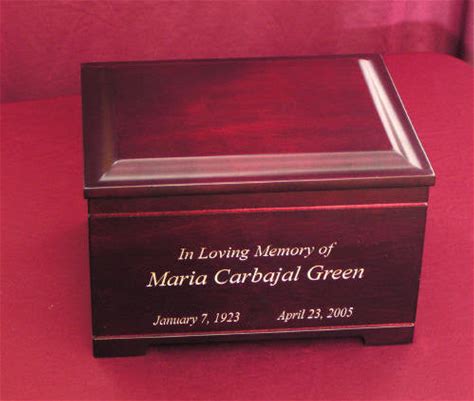 In Loving Memory of
Maria Carbajal Green
January 7, 1923 April 23, 2005